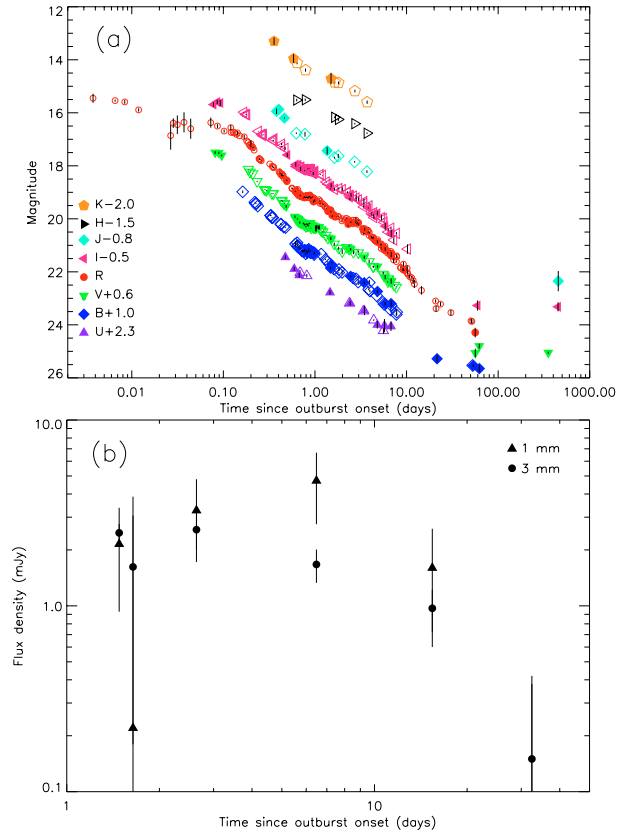 (a)
12
14
16
18
20
22
24
26
Magnitude
K-2.0
H-1.5
J-0.8
I-0.5
R
V+0.6
B+1.0
U+2.3
0.01
0.10
1.00
10.00
100.00
1000.00
Time since outburst onset (days)
(b)
1 mm
3 mm
10.0
1.0
0.1
Flux density (mJy)
1
10
Time since outburst onset (days)